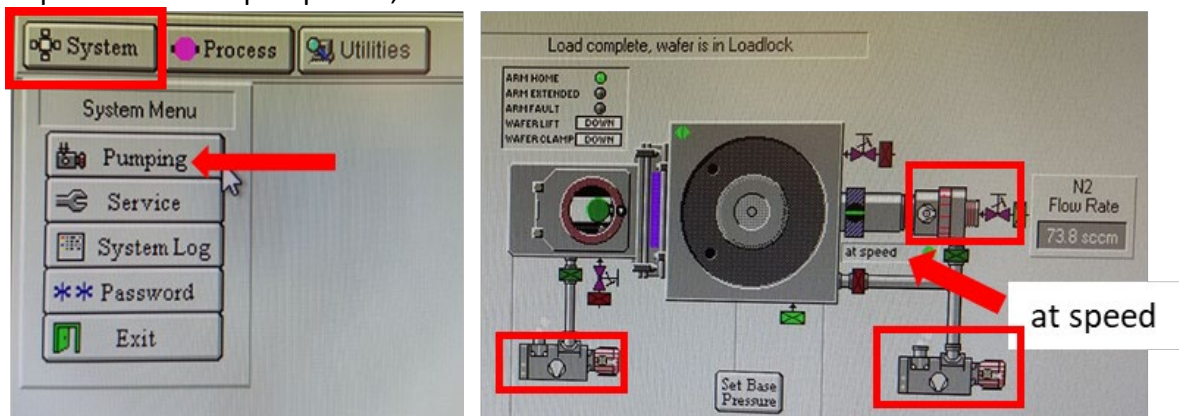 System
Process
Utilities
System Menu
Pumping
Service
System Log
** Password
Exit
Load complete, wafer is in Loadlock
ARM HOME
ARM EXTENDED
ARM FAULT
WAFER LIFT DOWN
WAFER CLAMP DOWN
N2
Flow Rate
73.8 sccm
at speed
at speed
Set Base
Pressure